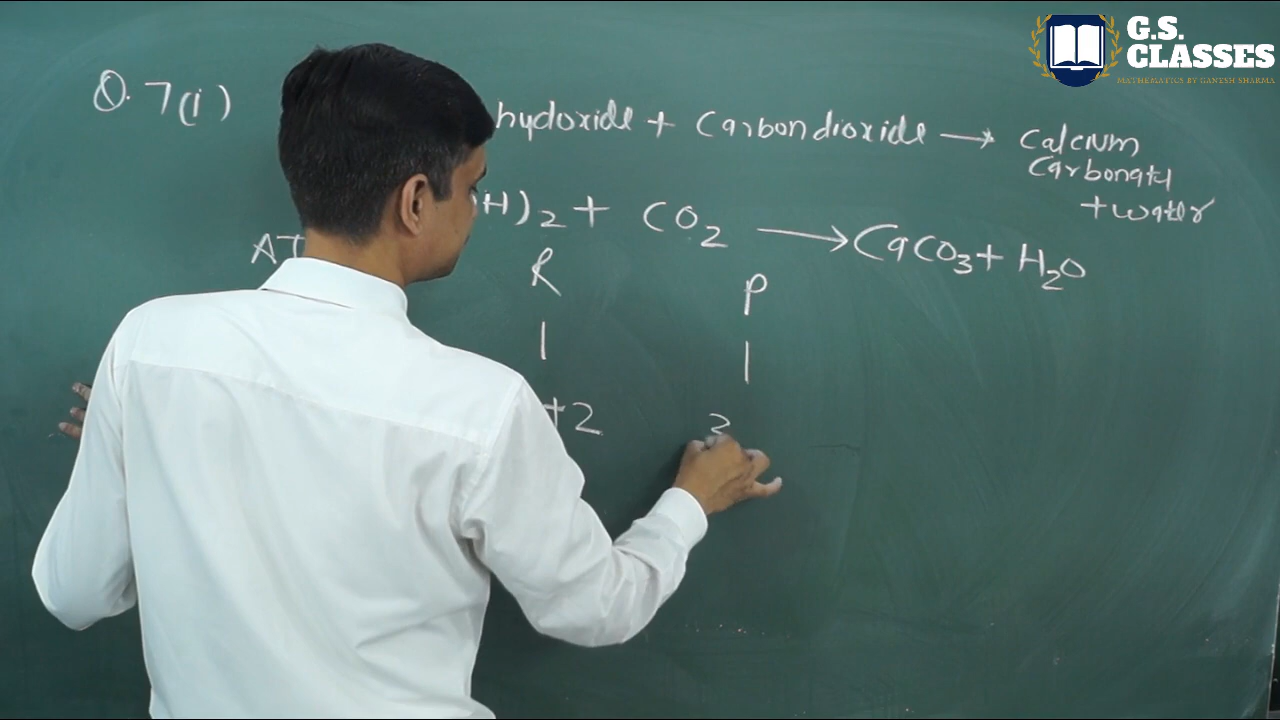 G.S.
CLASSES
MATHEMATICS BY GANESH SHARMA
Q. 7(i) hydoxide + Carbondioxide → Calcium
Carbonate
+water
H)2 + CO2 → CaCO3 + H2O
AT R P
1 1
+2 3